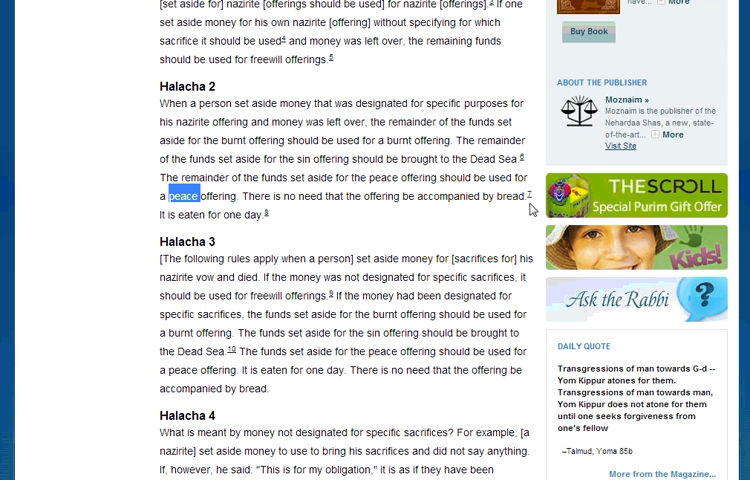 [set aside for] nazirite [offerings should be used] for nazirite [offerings].3 If one
set aside money for his own nazirite [offering] without specifying for which
sacrifice it should be used4 and money was left over, the remaining funds
should be used for freewill offerings.5
Halacha 2
When a person set aside money that was designated for specific purposes for
his nazirite offering and money was left over, the remainder of the funds set
aside for the burnt offering should be used for a burnt offering. The remainder
of the funds set aside for the sin offering should be brought to the Dead Sea.6
The remainder of the funds set aside for the peace offering should be used for
a peace offering. There is no need that the offering be accompanied by bread.7
It is eaten for one day.8
Halacha 3
[The following rules apply when a person] set aside money for [sacrifices for] his
nazirite vow and died. If the money was not designated for specific sacrifices, it
should be used for freewill offerings.9 If the money had been designated for
specific sacrifices, the funds set aside for the burnt offering should be used for
a burnt offering. The funds set aside for the sin offering should be brought to
the Dead Sea.10 The funds set aside for the peace offering should be used for
a peace offering. It is eaten for one day. There is no need that the offering be
accompanied by bread.
Halacha 4
What is meant by money not designated for specific sacrifices? For example, [a
nazirite] set aside money to use to bring his sacrifices and did not say anything.
If, however, he said: "This is for my obligation," it is as if they have been
have... More
Buy Book
ABOUT THE PUBLISHER
Moznaim »
Moznaim is the publisher of the
Nehardaa Shas, a new, state-
of-the-art... More
Visit Site
THE SCROLL
Special Purim Gift Offer
Kids!
Ask the Rabbi
?
DAILY QUOTE
Transgressions of man towards G-d --
Yom Kippur atones for them.
Transgressions of man towards man,
Yom Kippur does not atone for them
until one seeks forgiveness from
one's fellow
–Talmud, Yoma 85b
More from the Magazine...